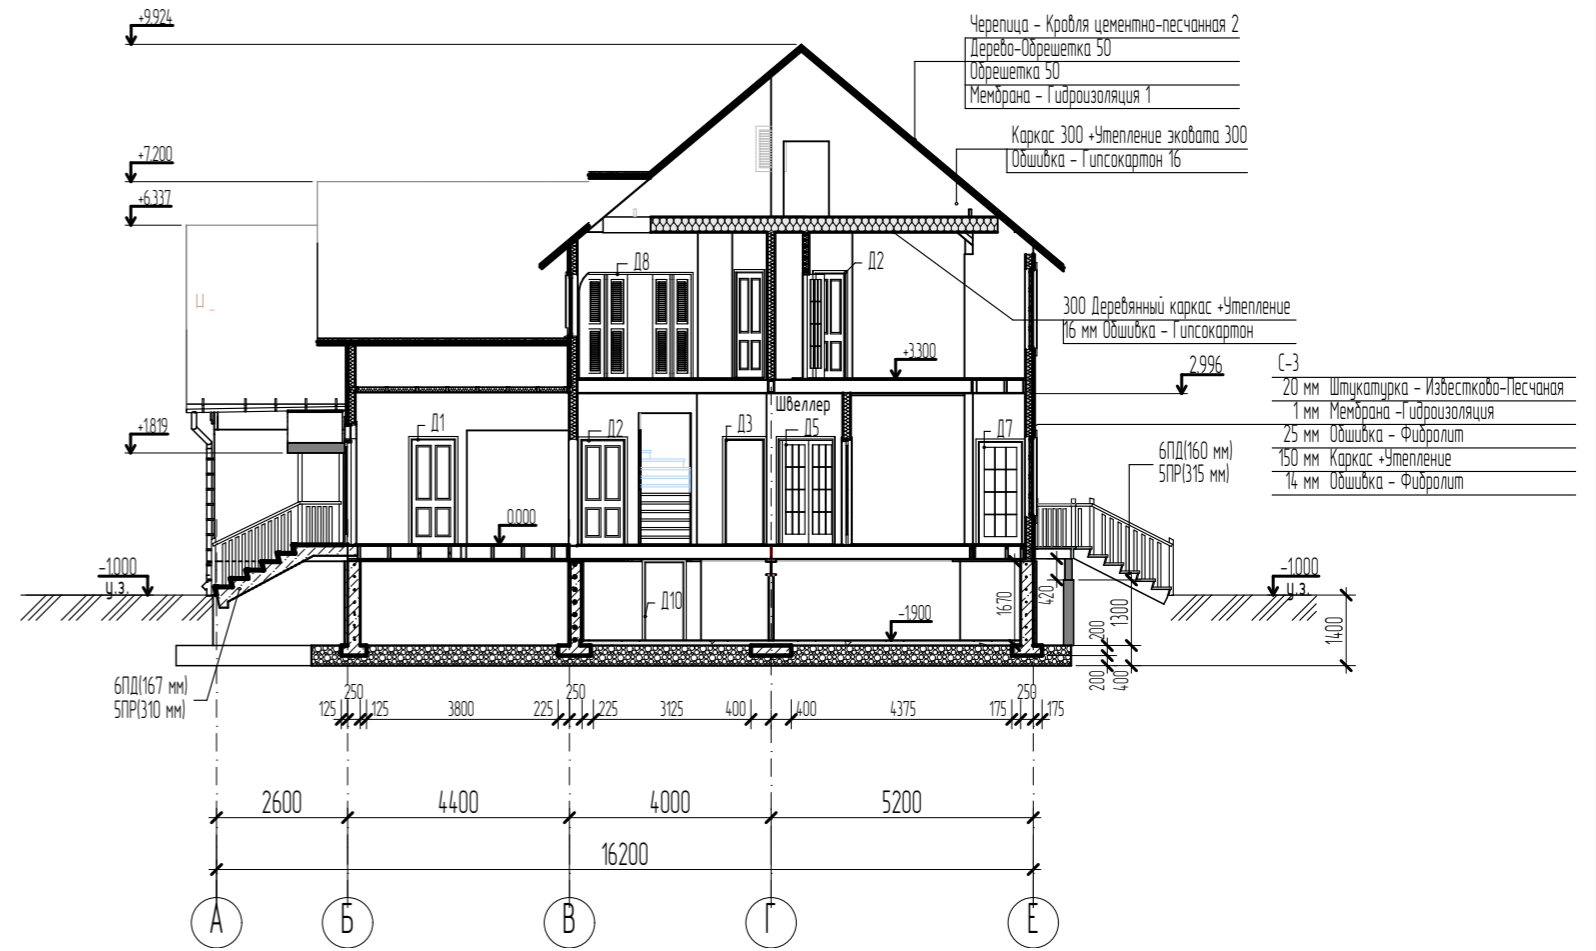 +9.924
Черепица - Кровля цементно-песчанная 2
Дерево-Обрешетка 50
Обрешетка 50
Мембрана - Гидроизоляция 1
Каркас 300 +Утепление эковата 300
Обшивка - Гипсокартон 16
+7.200
+6.337
Д8
Д2
300 Деревянный каркас +Утепление
16 мм Обшивка - Гипсокартон
+3.300
2.996
С-3
20 мм Штукатурка - Известково-Песчаная
1 мм Мембрана -Гидроизоляция
25 мм Обшивка - Фибролит
150 мм Каркас +Утепление
14 мм Обшивка - Фибролит
+1.819
Швеллер
Д1
Д2
Д3
Д5
Д7
6ПД(160 мм)
5ПР(315 мм)
0.000
-1.000
у.з.
-1.000
у.з.
Д10
-1.900
1670
420
1300
200
1400
200
400
6ПД(167 мм)
5ПР(310 мм)
250
250
250
125
125
3800
225
225
3125
400
400
4375
175
175
2600
4400
4000
5200
16200
А
Б
В
Г
Е